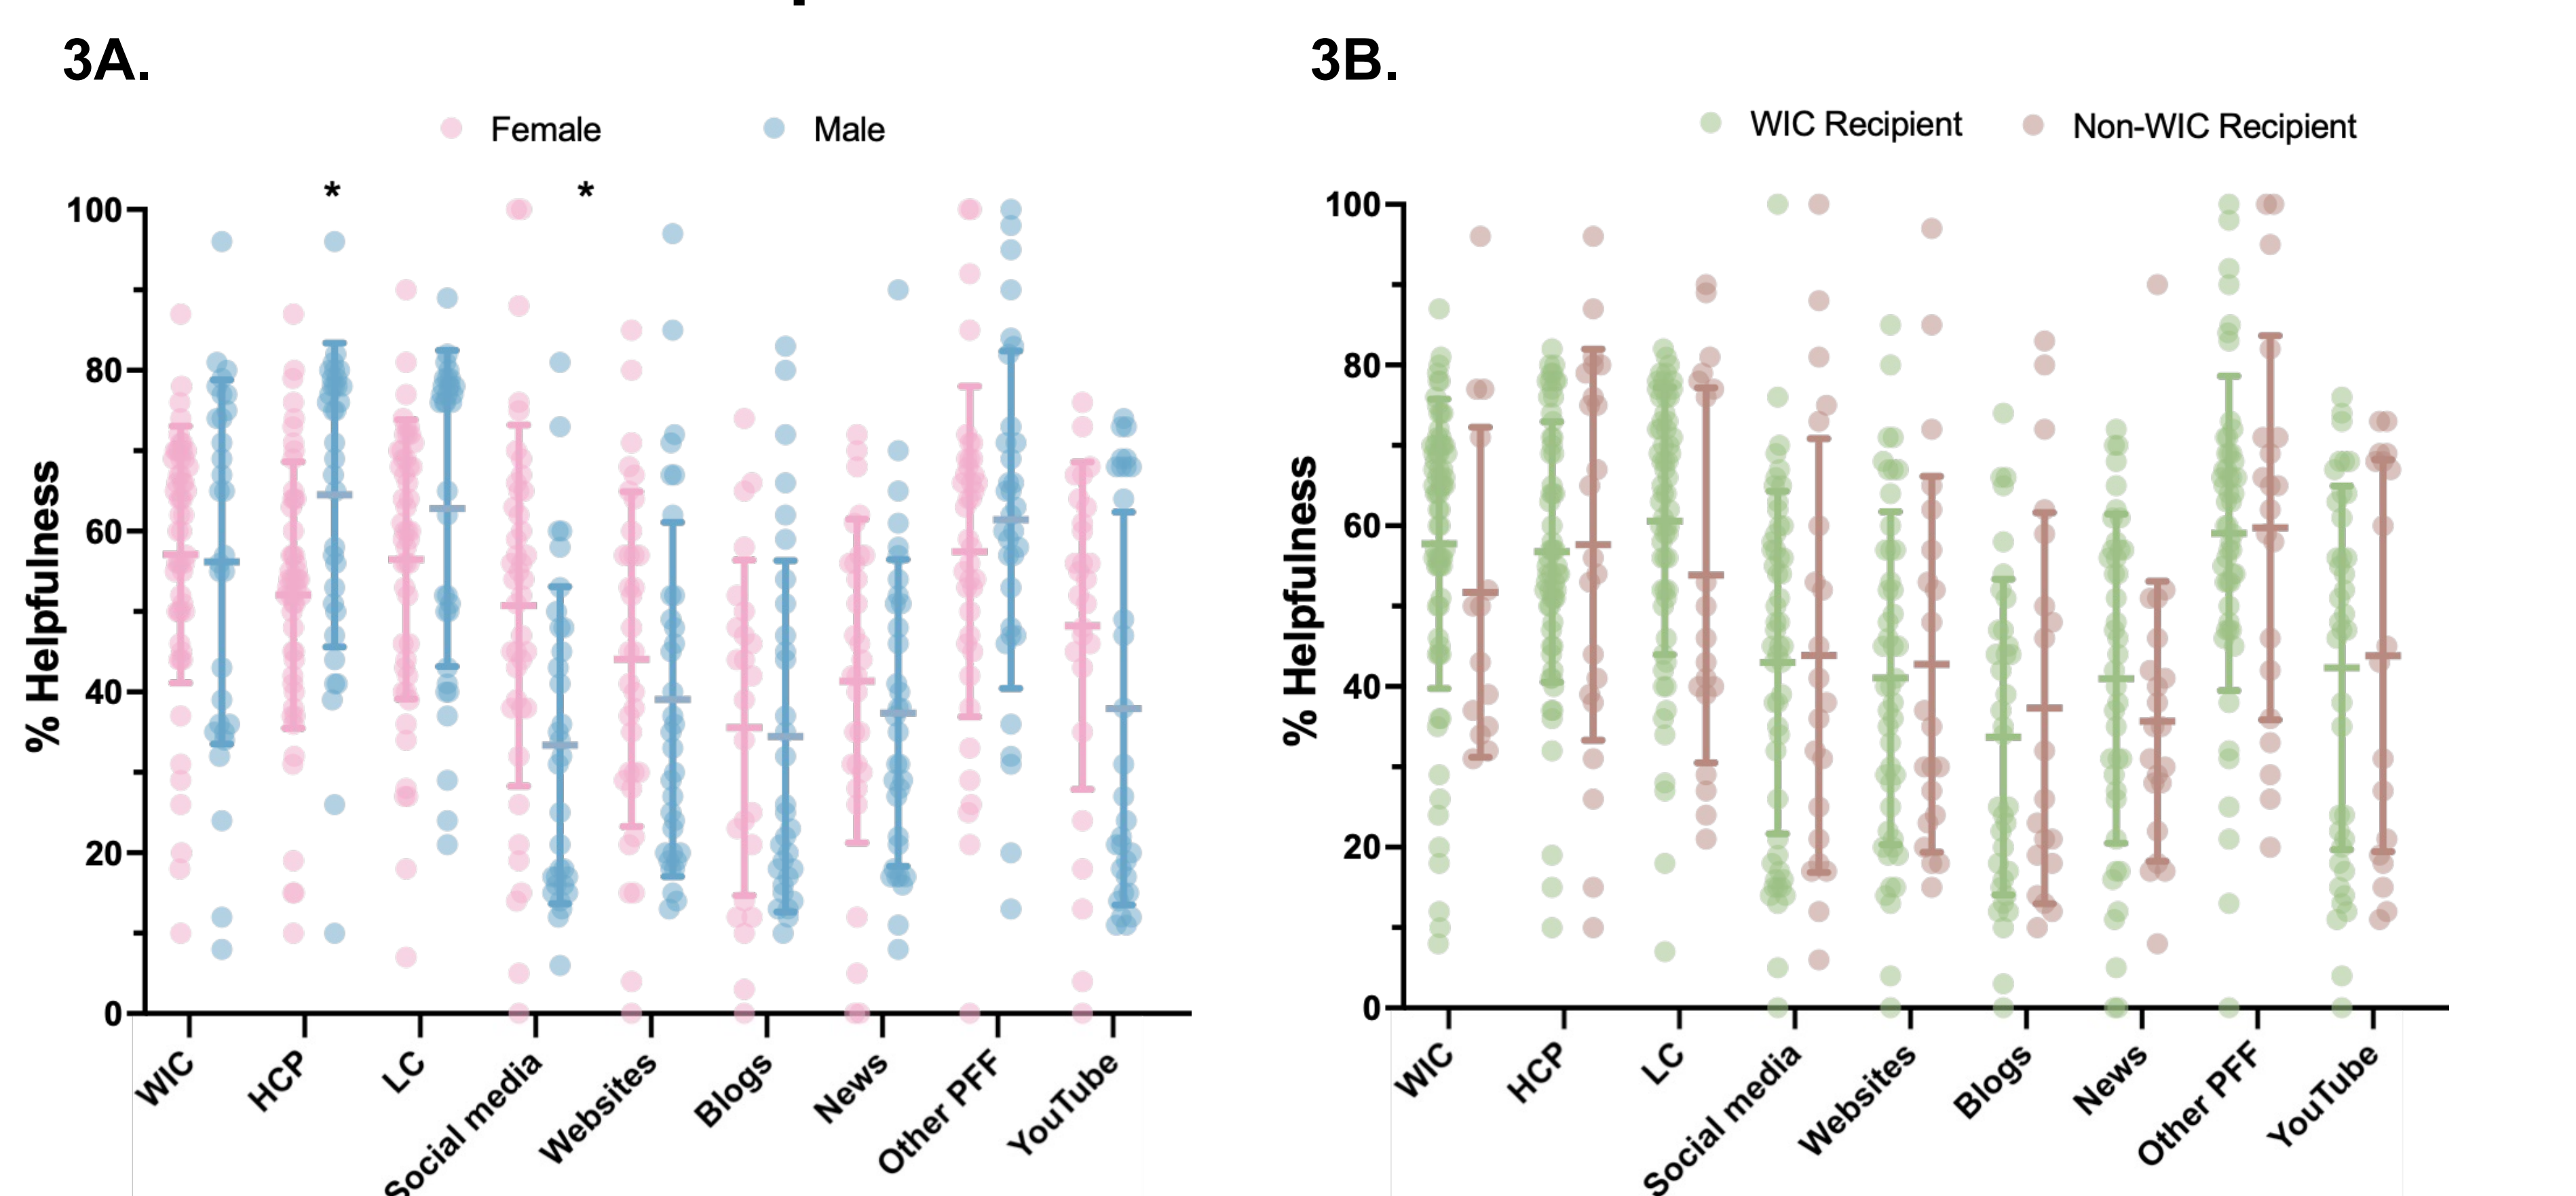 3A.
Female
Male
*
*
100
80
60
40
20
0
% Helpfulness
WIC
HCP
LC
Social media
Websites
Blogs
News
Other PFF
YouTube
3B.
WIC Recipient
Non-WIC Recipient
100
80
60
40
20
0
% Helpfulness
WIC
HCP
LC
Social media
Websites
Blogs
News
Other PFF
YouTube